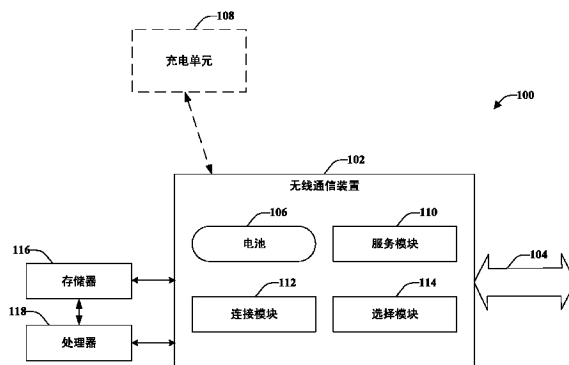 108
充电单元
100
102
无线通信装置
106
电池
110
服务模块
104
116
存储器
112
连接模块
114
选择模块
118
处理器